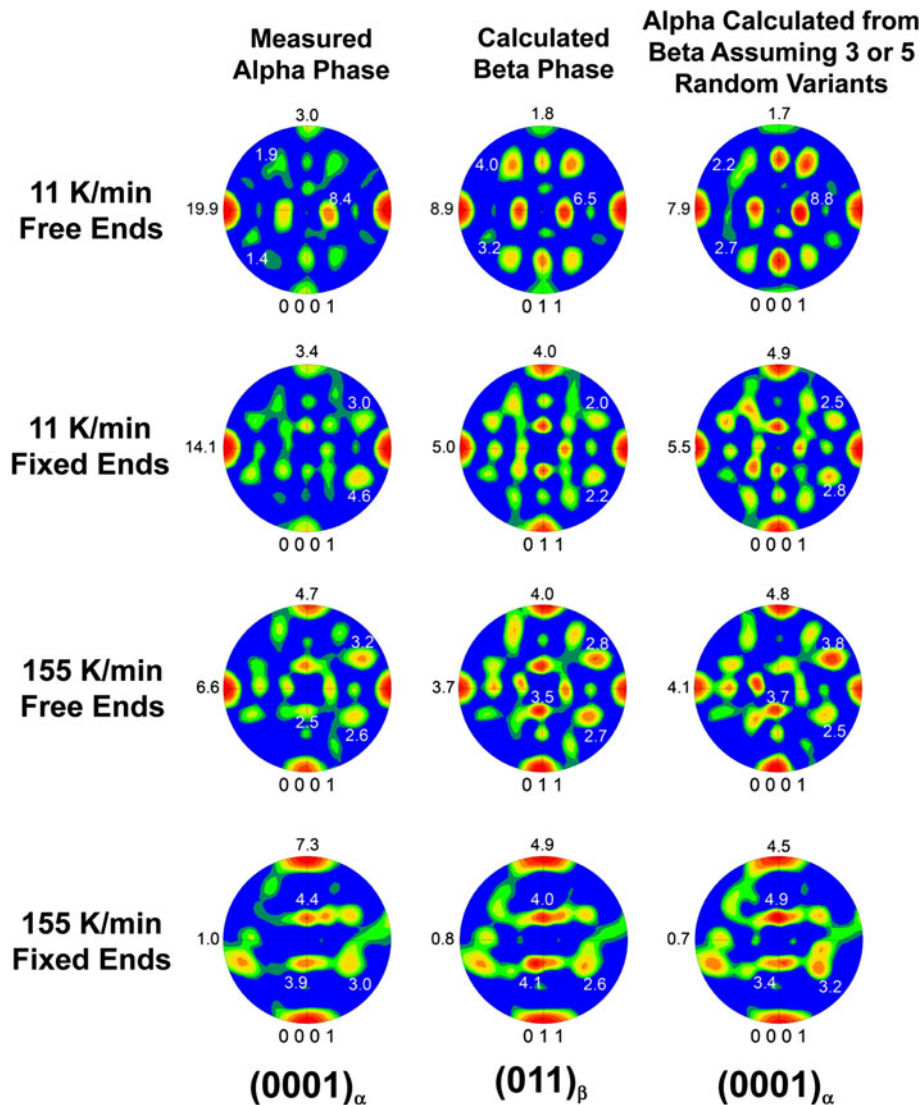 Measured
Alpha Phase
Calculated
Beta Phase
Alpha Calculated from
Beta Assuming 3 or 5
Random Variants
11 K/min
Free Ends
3.0
1.9
19.9
8.4
1.4
0 0 0 1
1.8
4.0
8.9
6.5
3.2
0 1 1
1.7
2.2
7.9
8.8
2.7
0 0 0 1
11 K/min
Fixed Ends
3.4
3.0
14.1
4.6
0 0 0 1
4.0
2.0
5.0
2.2
0 1 1
4.9
2.5
5.5
2.8
0 0 0 1
155 K/min
Free Ends
4.7
3.2
6.6
2.5
2.6
0 0 0 1
4.0
2.8
3.7
3.5
2.7
0 1 1
4.8
3.8
4.1
3.7
2.5
0 0 0 1
155 K/min
Fixed Ends
7.3
4.4
1.0
3.9
3.0
0 0 0 1
4.9
4.0
0.8
4.1
2.6
0 1 1
4.5
4.9
0.7
3.4
3.2
0 0 0 1
(0001)α
(011)β
(0001)α